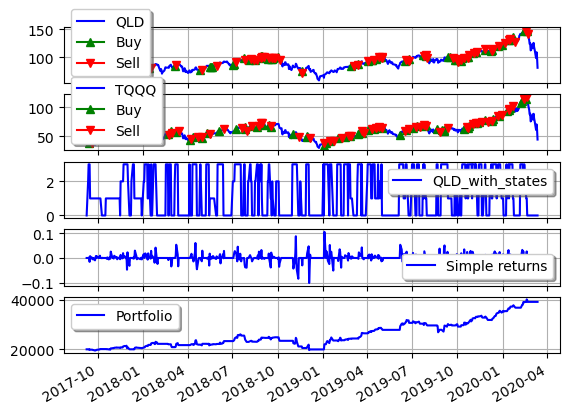 QLD
Buy
Sell
150
100
TQQQ
Buy
Sell
100
50
QLD_with_states
2
0
Simple returns
0.1
0.0
−0.1
Portfolio
40000
20000
2017-10
2018-01
2018-04
2018-07
2018-10
2019-01
2019-04
2019-07
2019-10
2020-01
2020-04